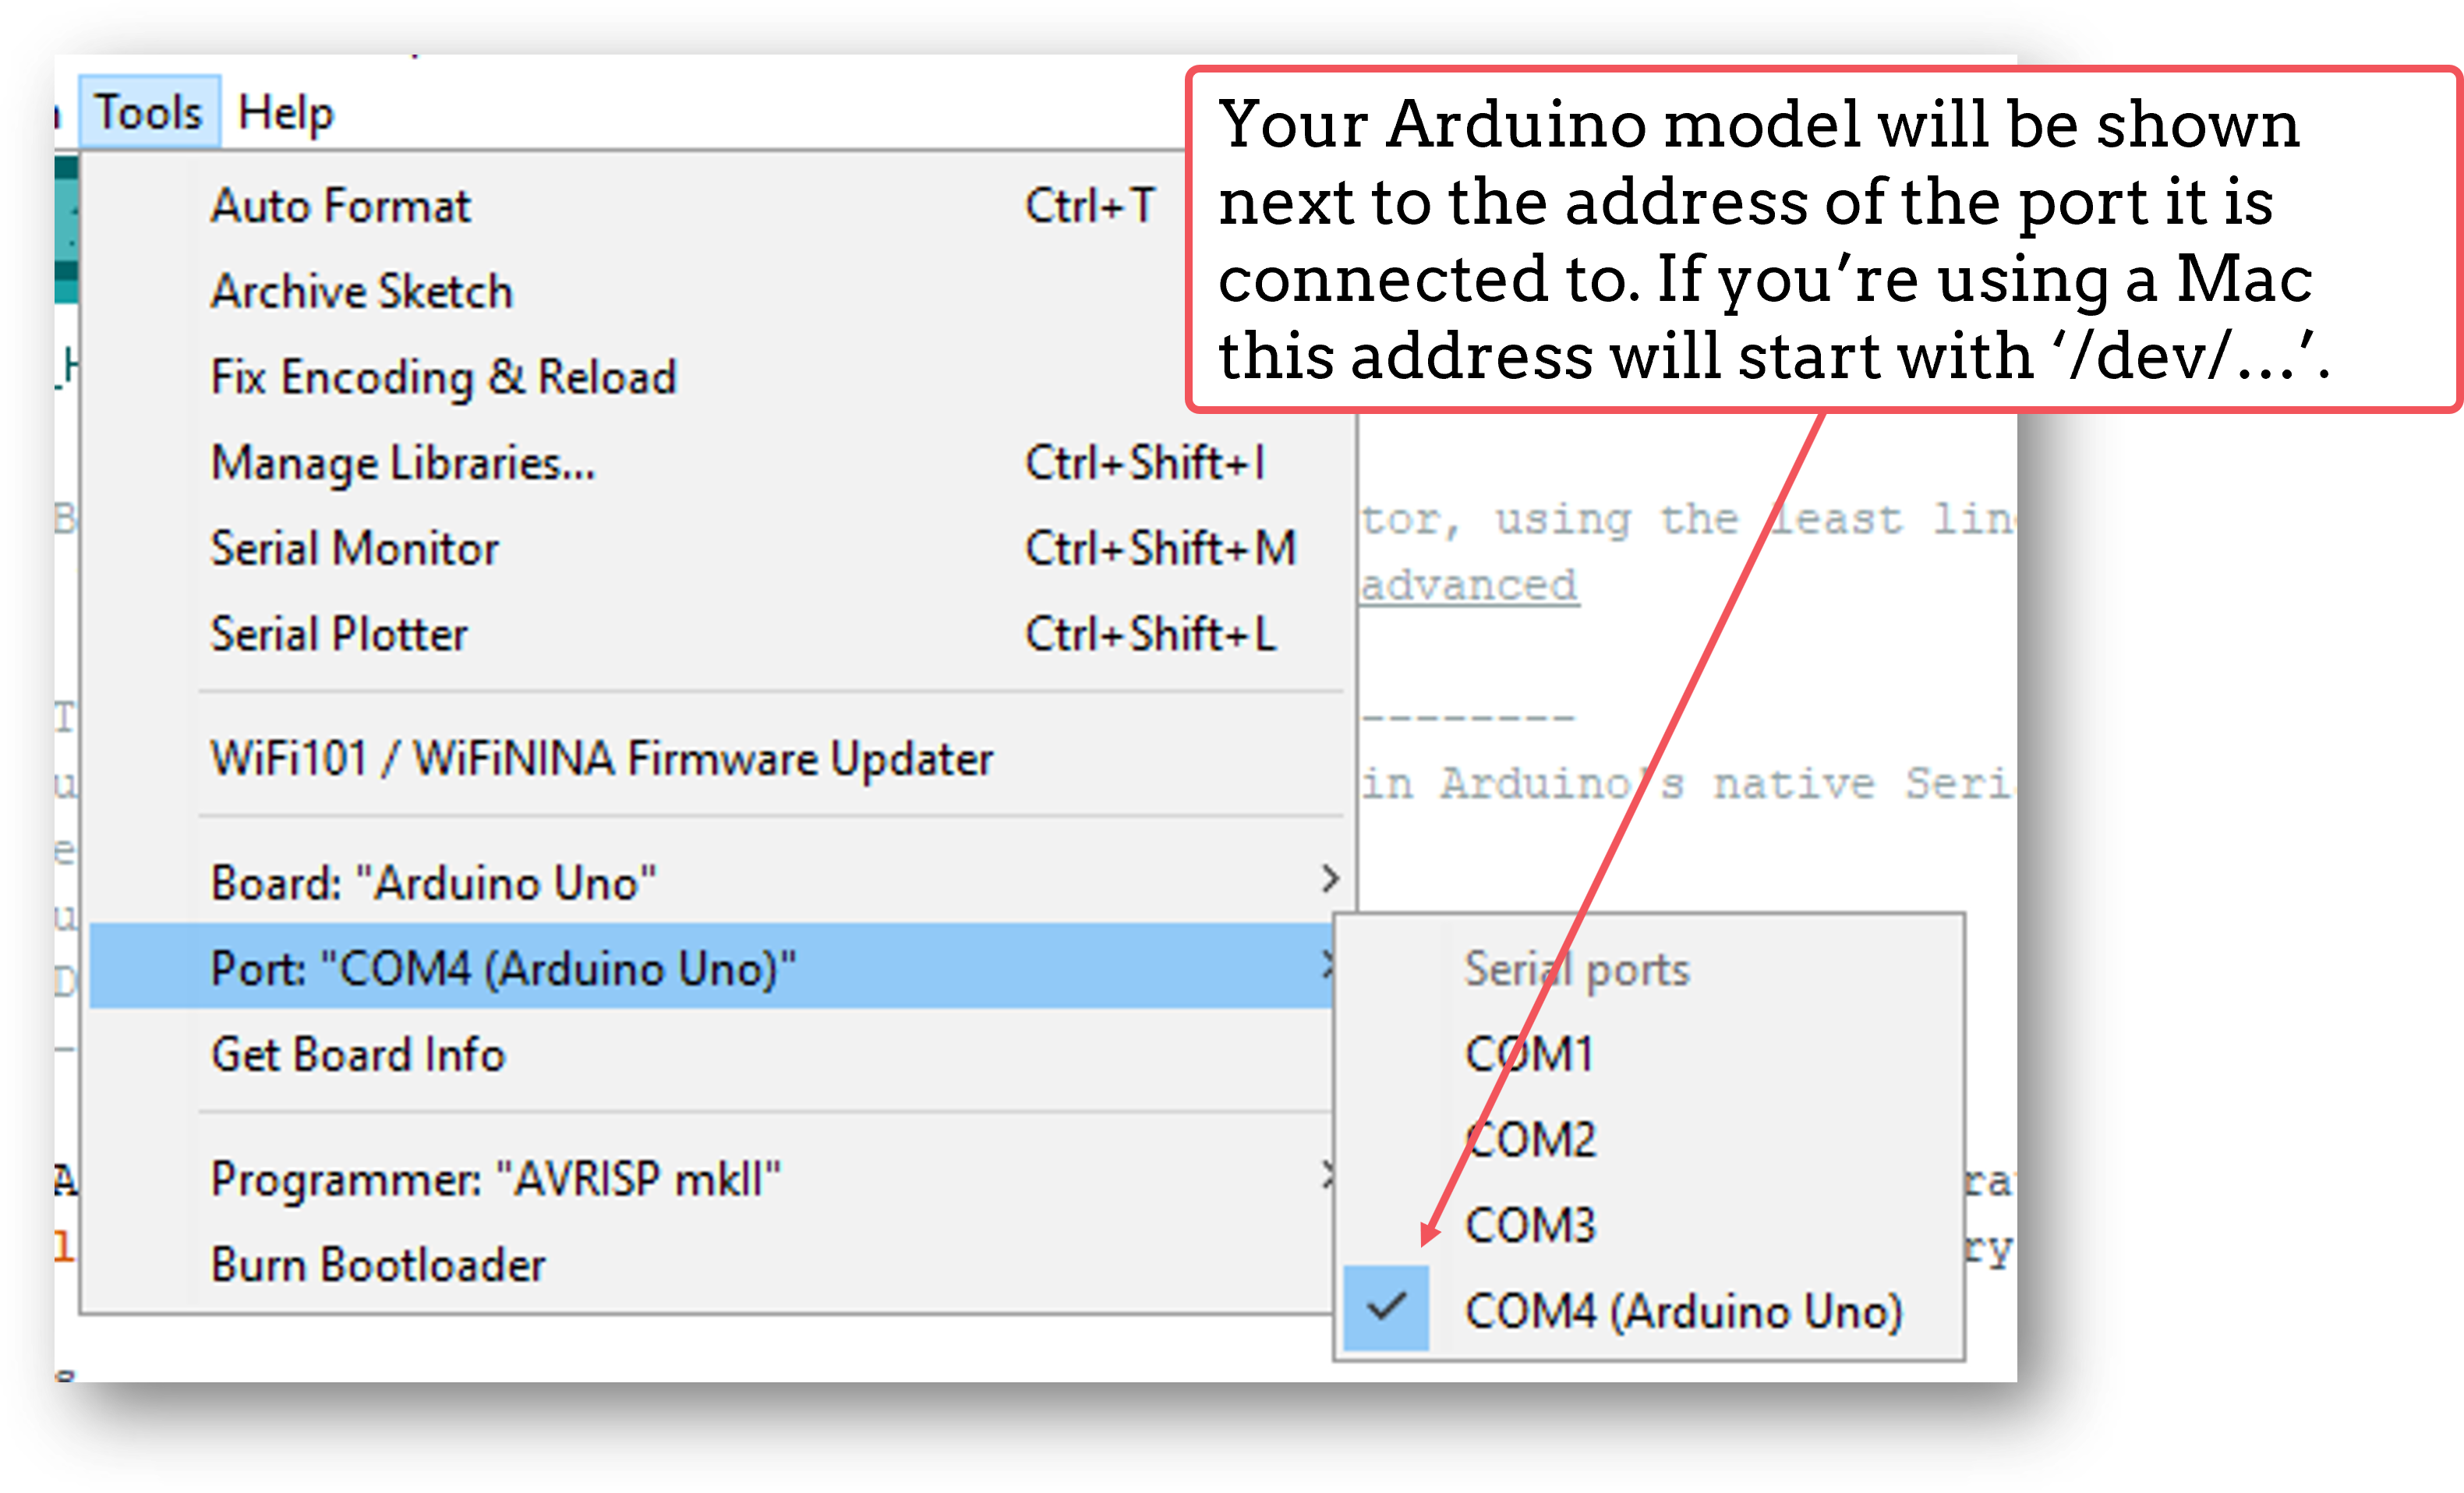 Tools Help
Your Arduino model will be shown
next to the address of the port it is
connected to. If you’re using a Mac
this address will start with ‘/dev/...’.
Auto Format Ctrl+T
Archive Sketch
Fix Encoding & Reload
Manage Libraries... Ctrl+Shift+I
Serial Monitor Ctrl+Shift+M
Serial Plotter Ctrl+Shift+L
WiFi101 / WiFiNINA Firmware Updater
Board: "Arduino Uno"
Port: "COM4 (Arduino Uno)"
Get Board Info
Programmer: "AVRISP mkII"
Burn Bootloader
Serial ports
COM1
COM2
COM3
COM4 (Arduino Uno)
tor, using the least lin
advanced
--------
in Arduino's native Seri
ra
ry